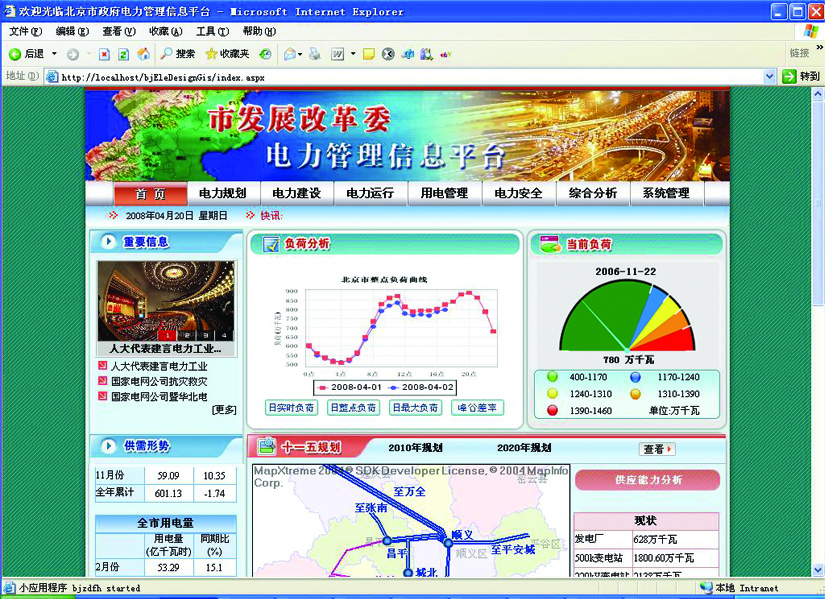 欢迎光临北京市政府电力管理信息平台 - Microsoft Internet Explorer
文件(F) 编辑(E) 查看(V) 收藏(A) 工具(T) 帮助(H)
后退 搜索 收藏夹 链接
地址(D) http://localhost/bjEleDesignGis/index.aspx 转到
市发展改革委
电力管理信息平台
首页 电力规划 电力建设 电力运行 用电管理 电力安全 综合分析 系统管理
2008年04月20日 星期日 快讯:
重要信息
1 2 3 4
人大代表建言电力工业...
人大代表建言电力工业
国家电网公司抗灾救灾
国家电网公司暨华北电
[更多]
负荷分析
北京市整点负荷曲线
负荷(万千瓦)
900
850
800
750
700
650
600
550
500
0点 4点 8点 12点 16点 20点
2008-04-01 2008-04-02
日实时负荷 日整点负荷 日最大负荷 峰谷差率
当前负荷
2006-11-22
780 万千瓦
400-1170 1170-1240
1240-1310 1310-1390
1390-1460 单位:万千瓦
供需形势
11月份 59.09 10.35
全年累计 601.13 -1.74
全市用电量
用电量(亿千瓦时) 同期比(%)
2月份 53.29 15.1
十一五规划 2010年规划 2020年规划 查看
MapXtreme 2004 SDK Developer License, © 2004 MapInfo
Corp.
密云县
至万全
至张南
昌平
顺义
顺义区
平谷区
至平安城
城北
供应能力分析
现状
发电厂 628万千瓦
500k变电站 1800.60万千瓦
220kV变电站 2138万千瓦
小应用程序 bjzdfh started 本地 Intranet